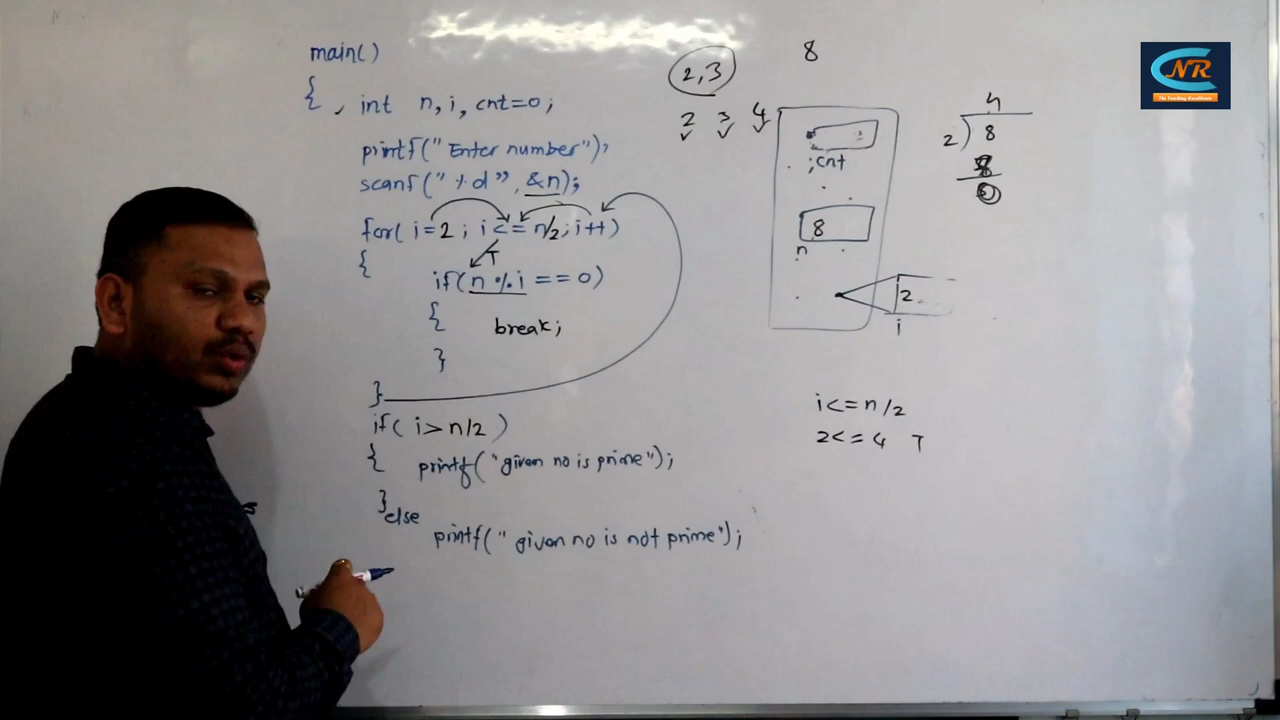 main()
{ , int n, i, cnt=0;
printf("Enter number");
scanf("%d", &n);
for( i=2 ; i<= n/2; i++)
{ T
if(n % i == 0)
{ break;
}
}
if( i> n/2 )
{ printf("given no is prime");
}else
printf(" given no is not prime");
2,3
2 3 4
8
;cnt
8
n
2
i
4
2) 8
8
0
i<=n/2
2<=4 T
NR